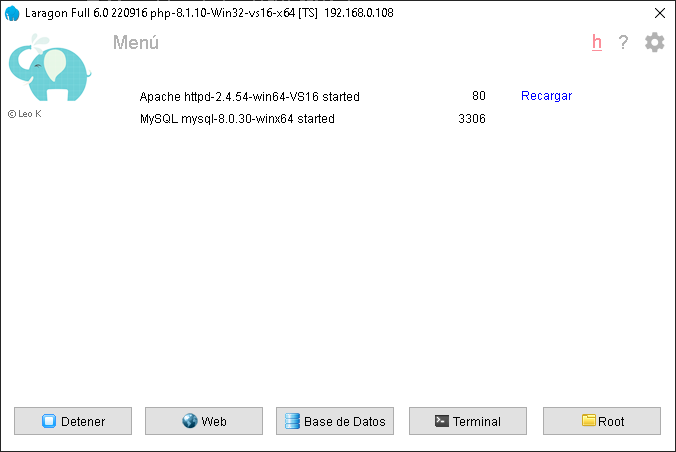 Laragon Full 6.0 220916 php-8.1.10-Win32-vs16-x64 [TS] 192.168.0.108
Menú
h ?
© Leo K
Apache httpd-2.4.54-win64-VS16 started 80 Recargar
MySQL mysql-8.0.30-winx64 started 3306
Detener Web Base de Datos Terminal Root